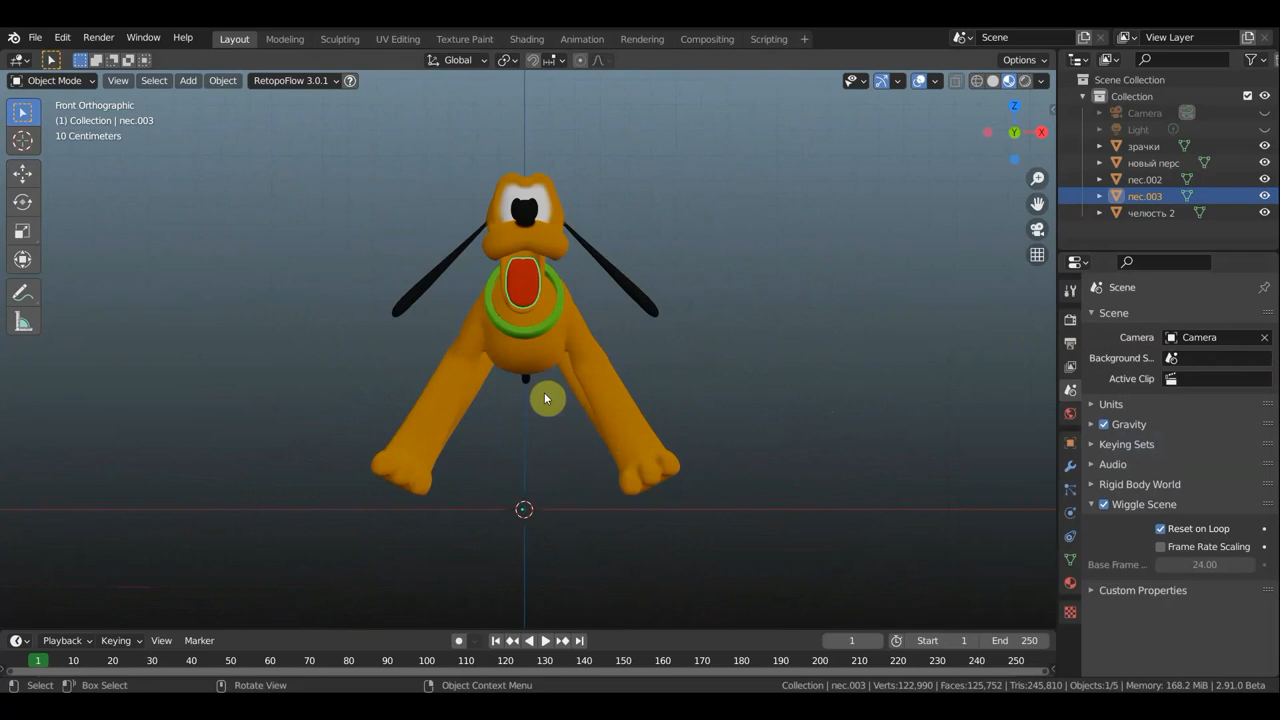 File Edit Render Window Help Layout Modeling Sculpting UV Editing Texture Paint Shading Animation Rendering Compositing Scripting + Scene View Layer
Global Options
Object Mode View Select Add Object RetopoFlow 3.0.1 ?
Front Orthographic
(1) Collection | пес.003
10 Centimeters
Z
Y
X
Scene Collection
Collection
Camera
Light
зрачки
новый перс
пес.002
пес.003
челюсть 2
Scene
Scene
Camera Camera
Background S...
Active Clip
Units
Gravity
Keying Sets
Audio
Rigid Body World
Wiggle Scene
Reset on Loop
Frame Rate Scaling
Base Frame ... 24.00
Custom Properties
Playback Keying View Marker 1 Start 1 End 250
1 10 20 30 40 50 60 70 80 90 100 110 120 130 140 150 160 170 180 190 200 210 220 230 240 250
Select Box Select Rotate View Object Context Menu Collection | пес.003 | Verts:122,990 | Faces:125,752 | Tris:245,810 | Objects:1/5 | Memory: 168.2 MiB | 2.91.0 Beta